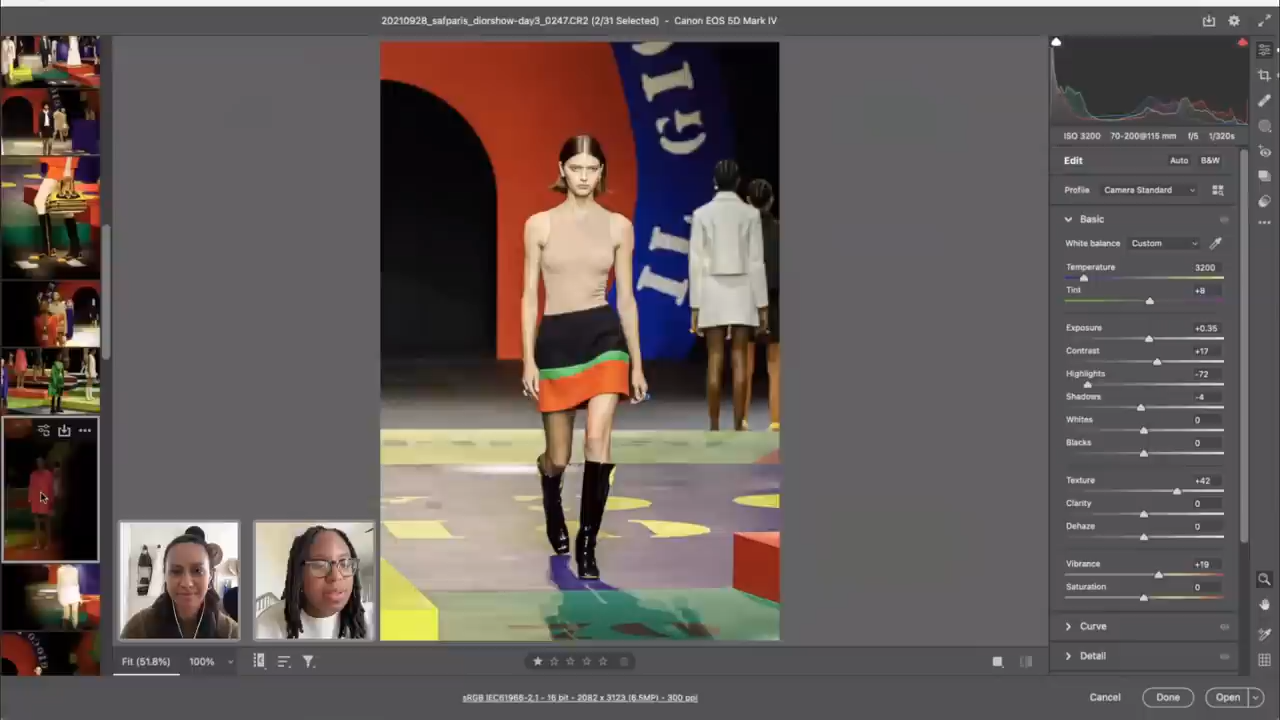 20210928_safparis_diorshow-day3_0247.CR2 (2/31 Selected) - Canon EOS 5D Mark IV
ISO 3200 70-200@115 mm f/5 1/320s
Edit Auto B&W
Profile Camera Standard
Basic
White balance Custom
Temperature 3200
Tint +8
Exposure +0.35
Contrast +17
Highlights -72
Shadows -4
Whites 0
Blacks 0
Texture +42
Clarity 0
Dehaze 0
Vibrance +19
Saturation 0
Curve
Detail
Fit (51.8%) 100%
sRGB IEC61966-2.1 - 16 bit - 2082 x 3123 (6.5MP) - 300 ppi
Cancel Done Open